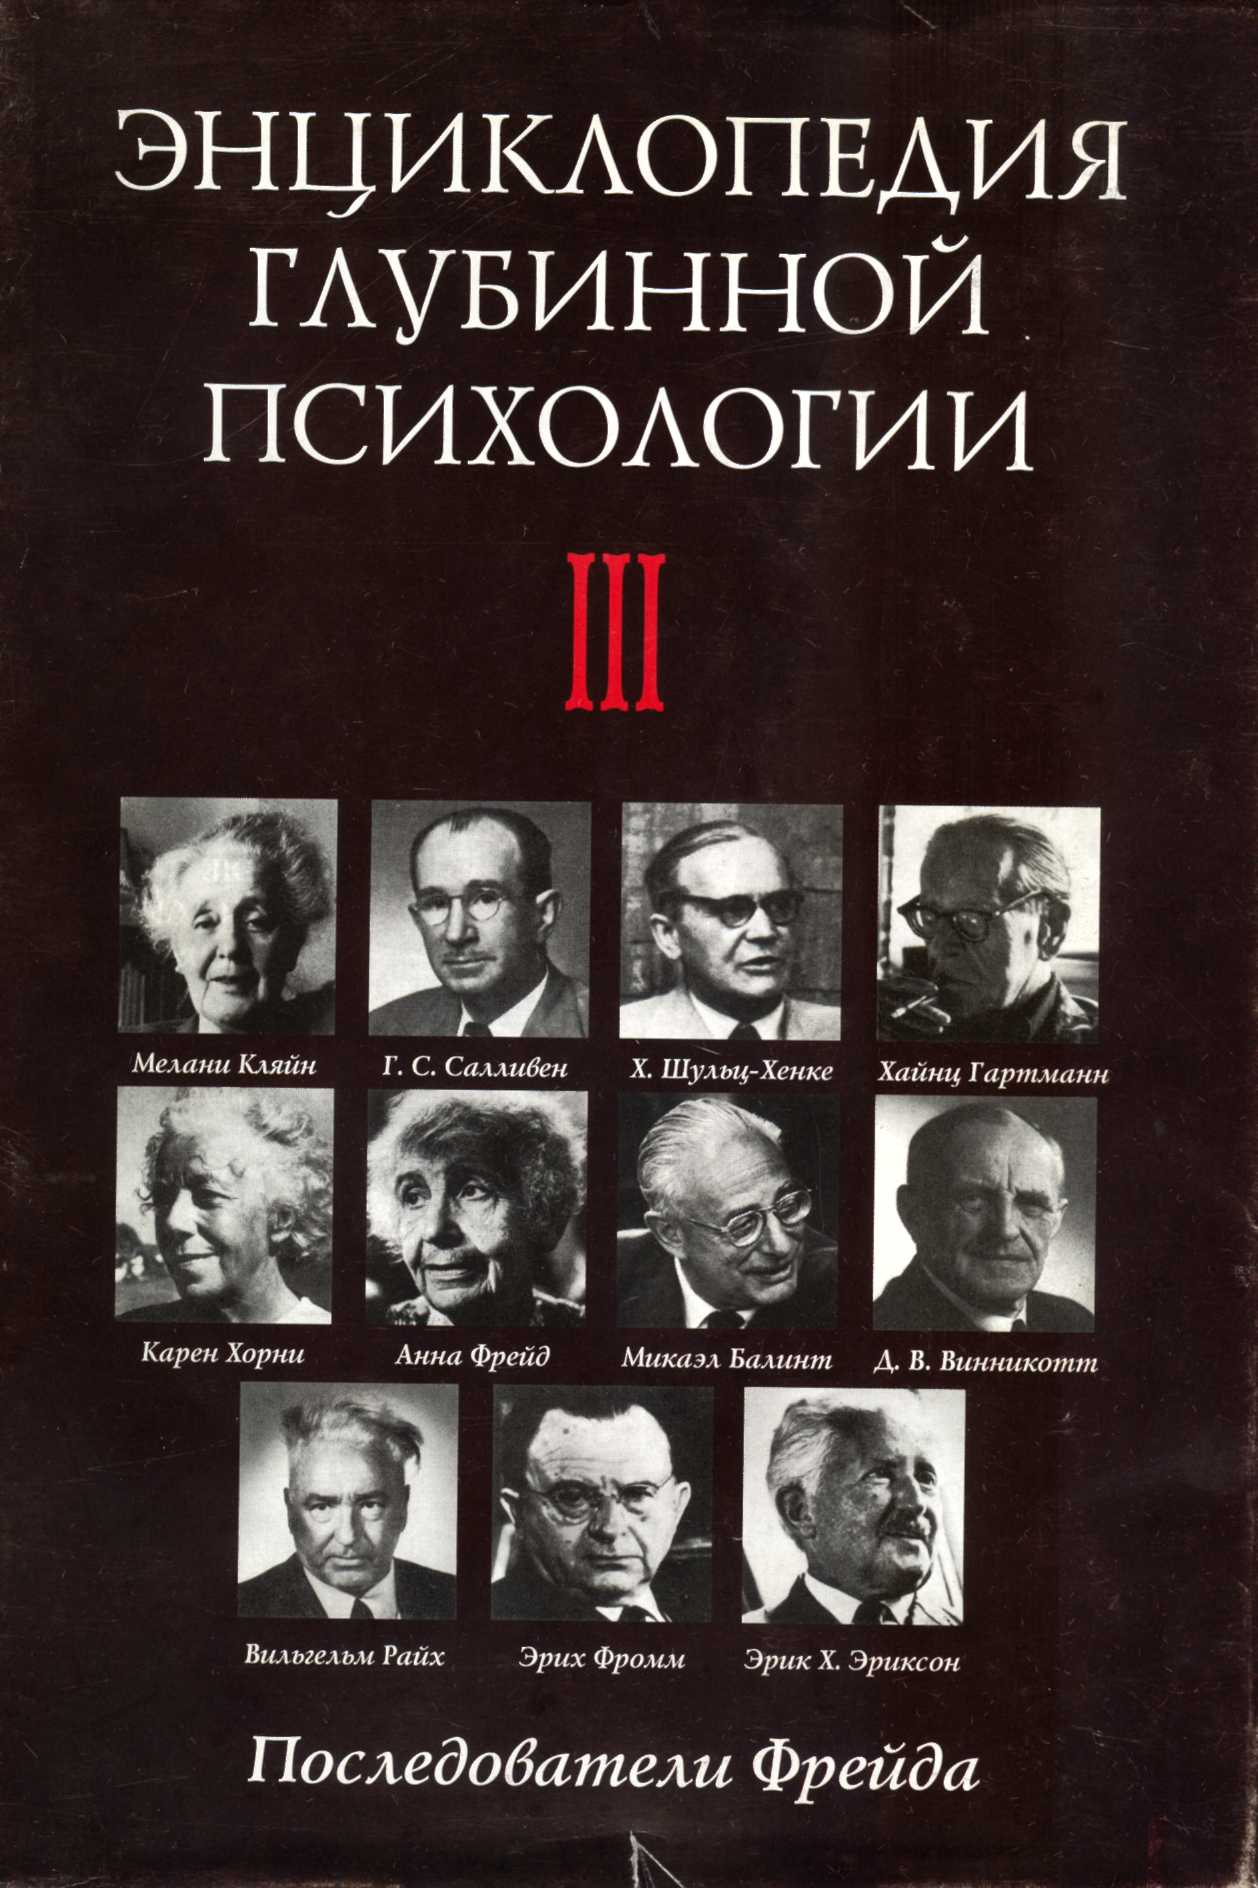 ЭНЦИКЛОПЕДИЯ
ГЛУБИННОЙ
ПСИХОЛОГИИ
III
Мелани Кляйн
Г. С. Салливен
Х. Шульц-Хенке
Хайнц Гартманн
Карен Хорни
Анна Фрейд
Микаэл Балинт
Д. В. Винникотт
Вильгельм Райх
Эрих Фромм
Эрик Х. Эриксон
Последователи Фрейда